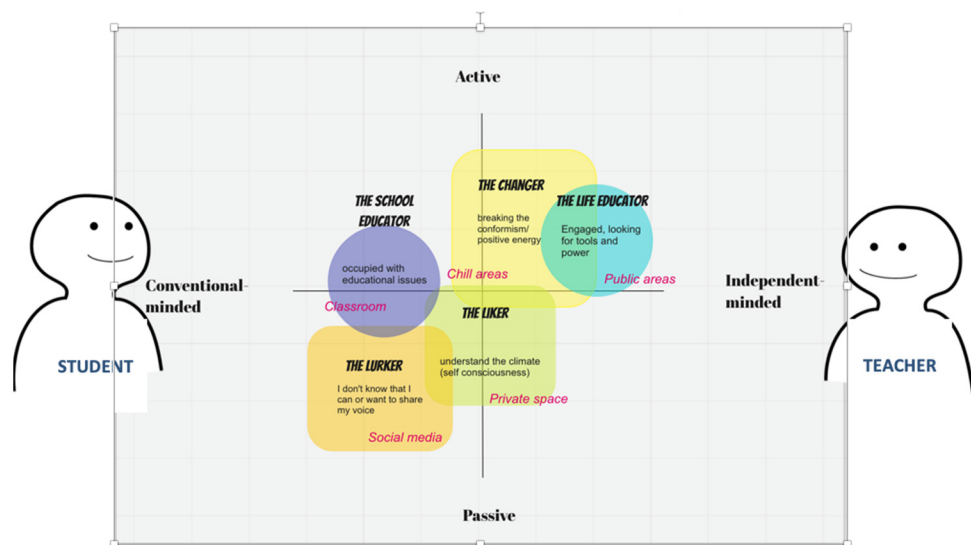 Active
THE CHANGER
breaking the
conformism/
positive energy
THE LIFE EDUCATOR
Engaged, looking
for tools and
power
THE SCHOOL
EDUCATOR
occupied with
educational issues
Chill areas
Public areas
Conventional-
minded
Independent-
minded
Classroom
THE LIKER
understand the climate
(self consciousness)
THE LURKER
I don't know that I
can or want to share
my voice
STUDENT
TEACHER
Private space
Social media
Passive